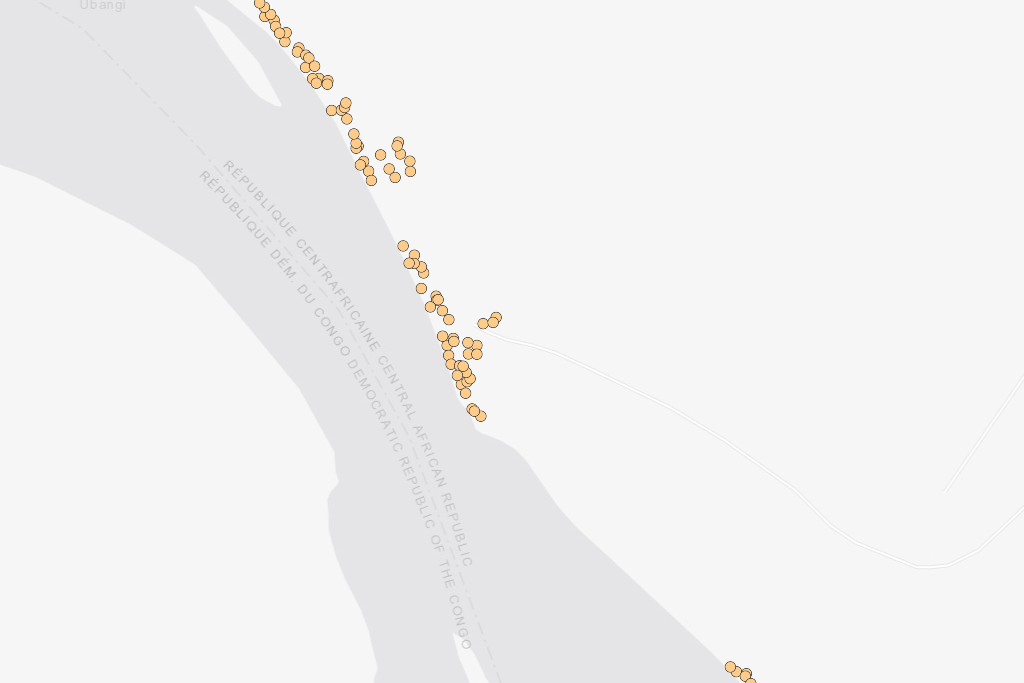 Ubangi
RÉPUBLIQUE CENTRAFRICAINE CENTRAL AFRICAN REPUBLIC
RÉPUBLIQUE DÉM. DU CONGO DEMOCRATIC REPUBLIC OF THE CONGO